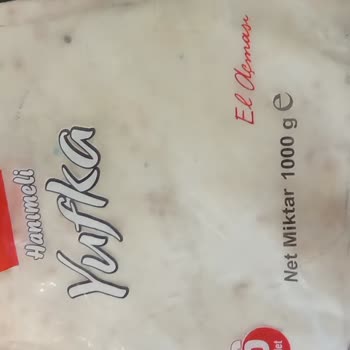 Hanımeli
Yufka
El Açması
Net Miktar 1000 g e